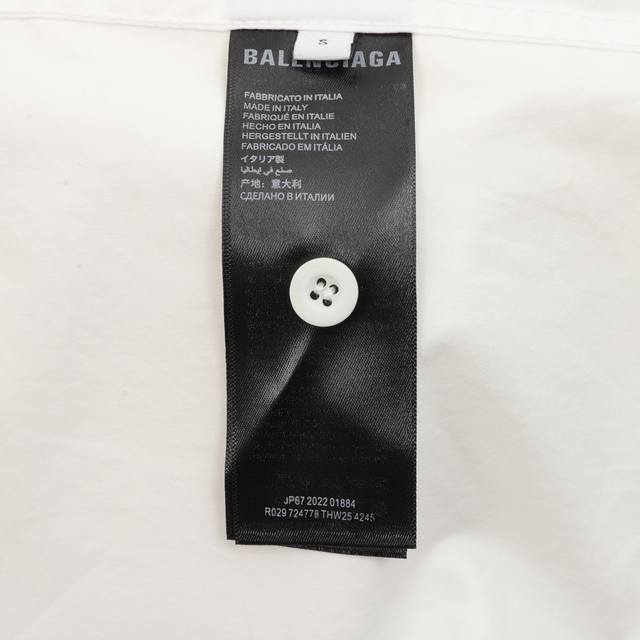 S
BALENCIAGA
FABBRICATO IN ITALIA
MADE IN ITALY
FABRIQUÉ EN ITALIE
HECHO EN ITALIA
HERGESTELLT IN ITALIEN
FABRICADO EM ITÁLIA
イタリア製
صنع في إيطاليا
产地：意大利
СДЕЛАНО В ИТАЛИИ
JP67 2022 01884
R029 724778 THW25 4245